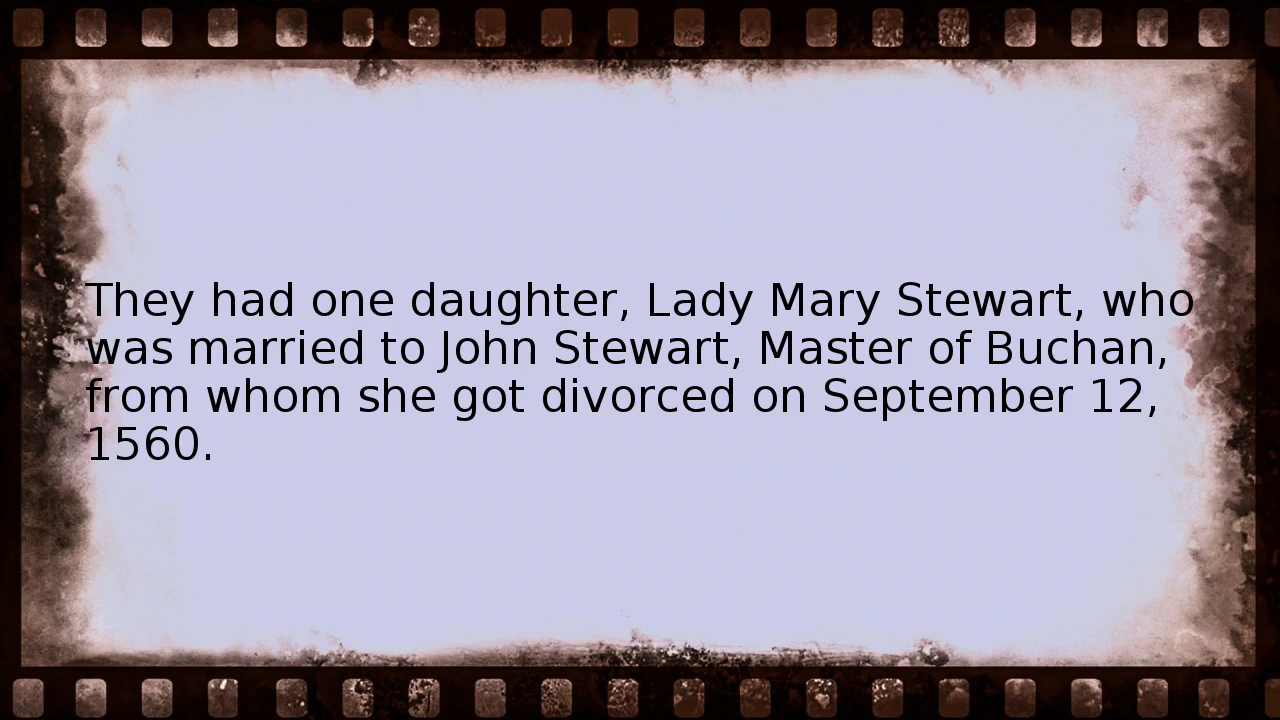 They had one daughter, Lady Mary Stewart, who
was married to John Stewart, Master of Buchan,
from whom she got divorced on September 12,
1560.